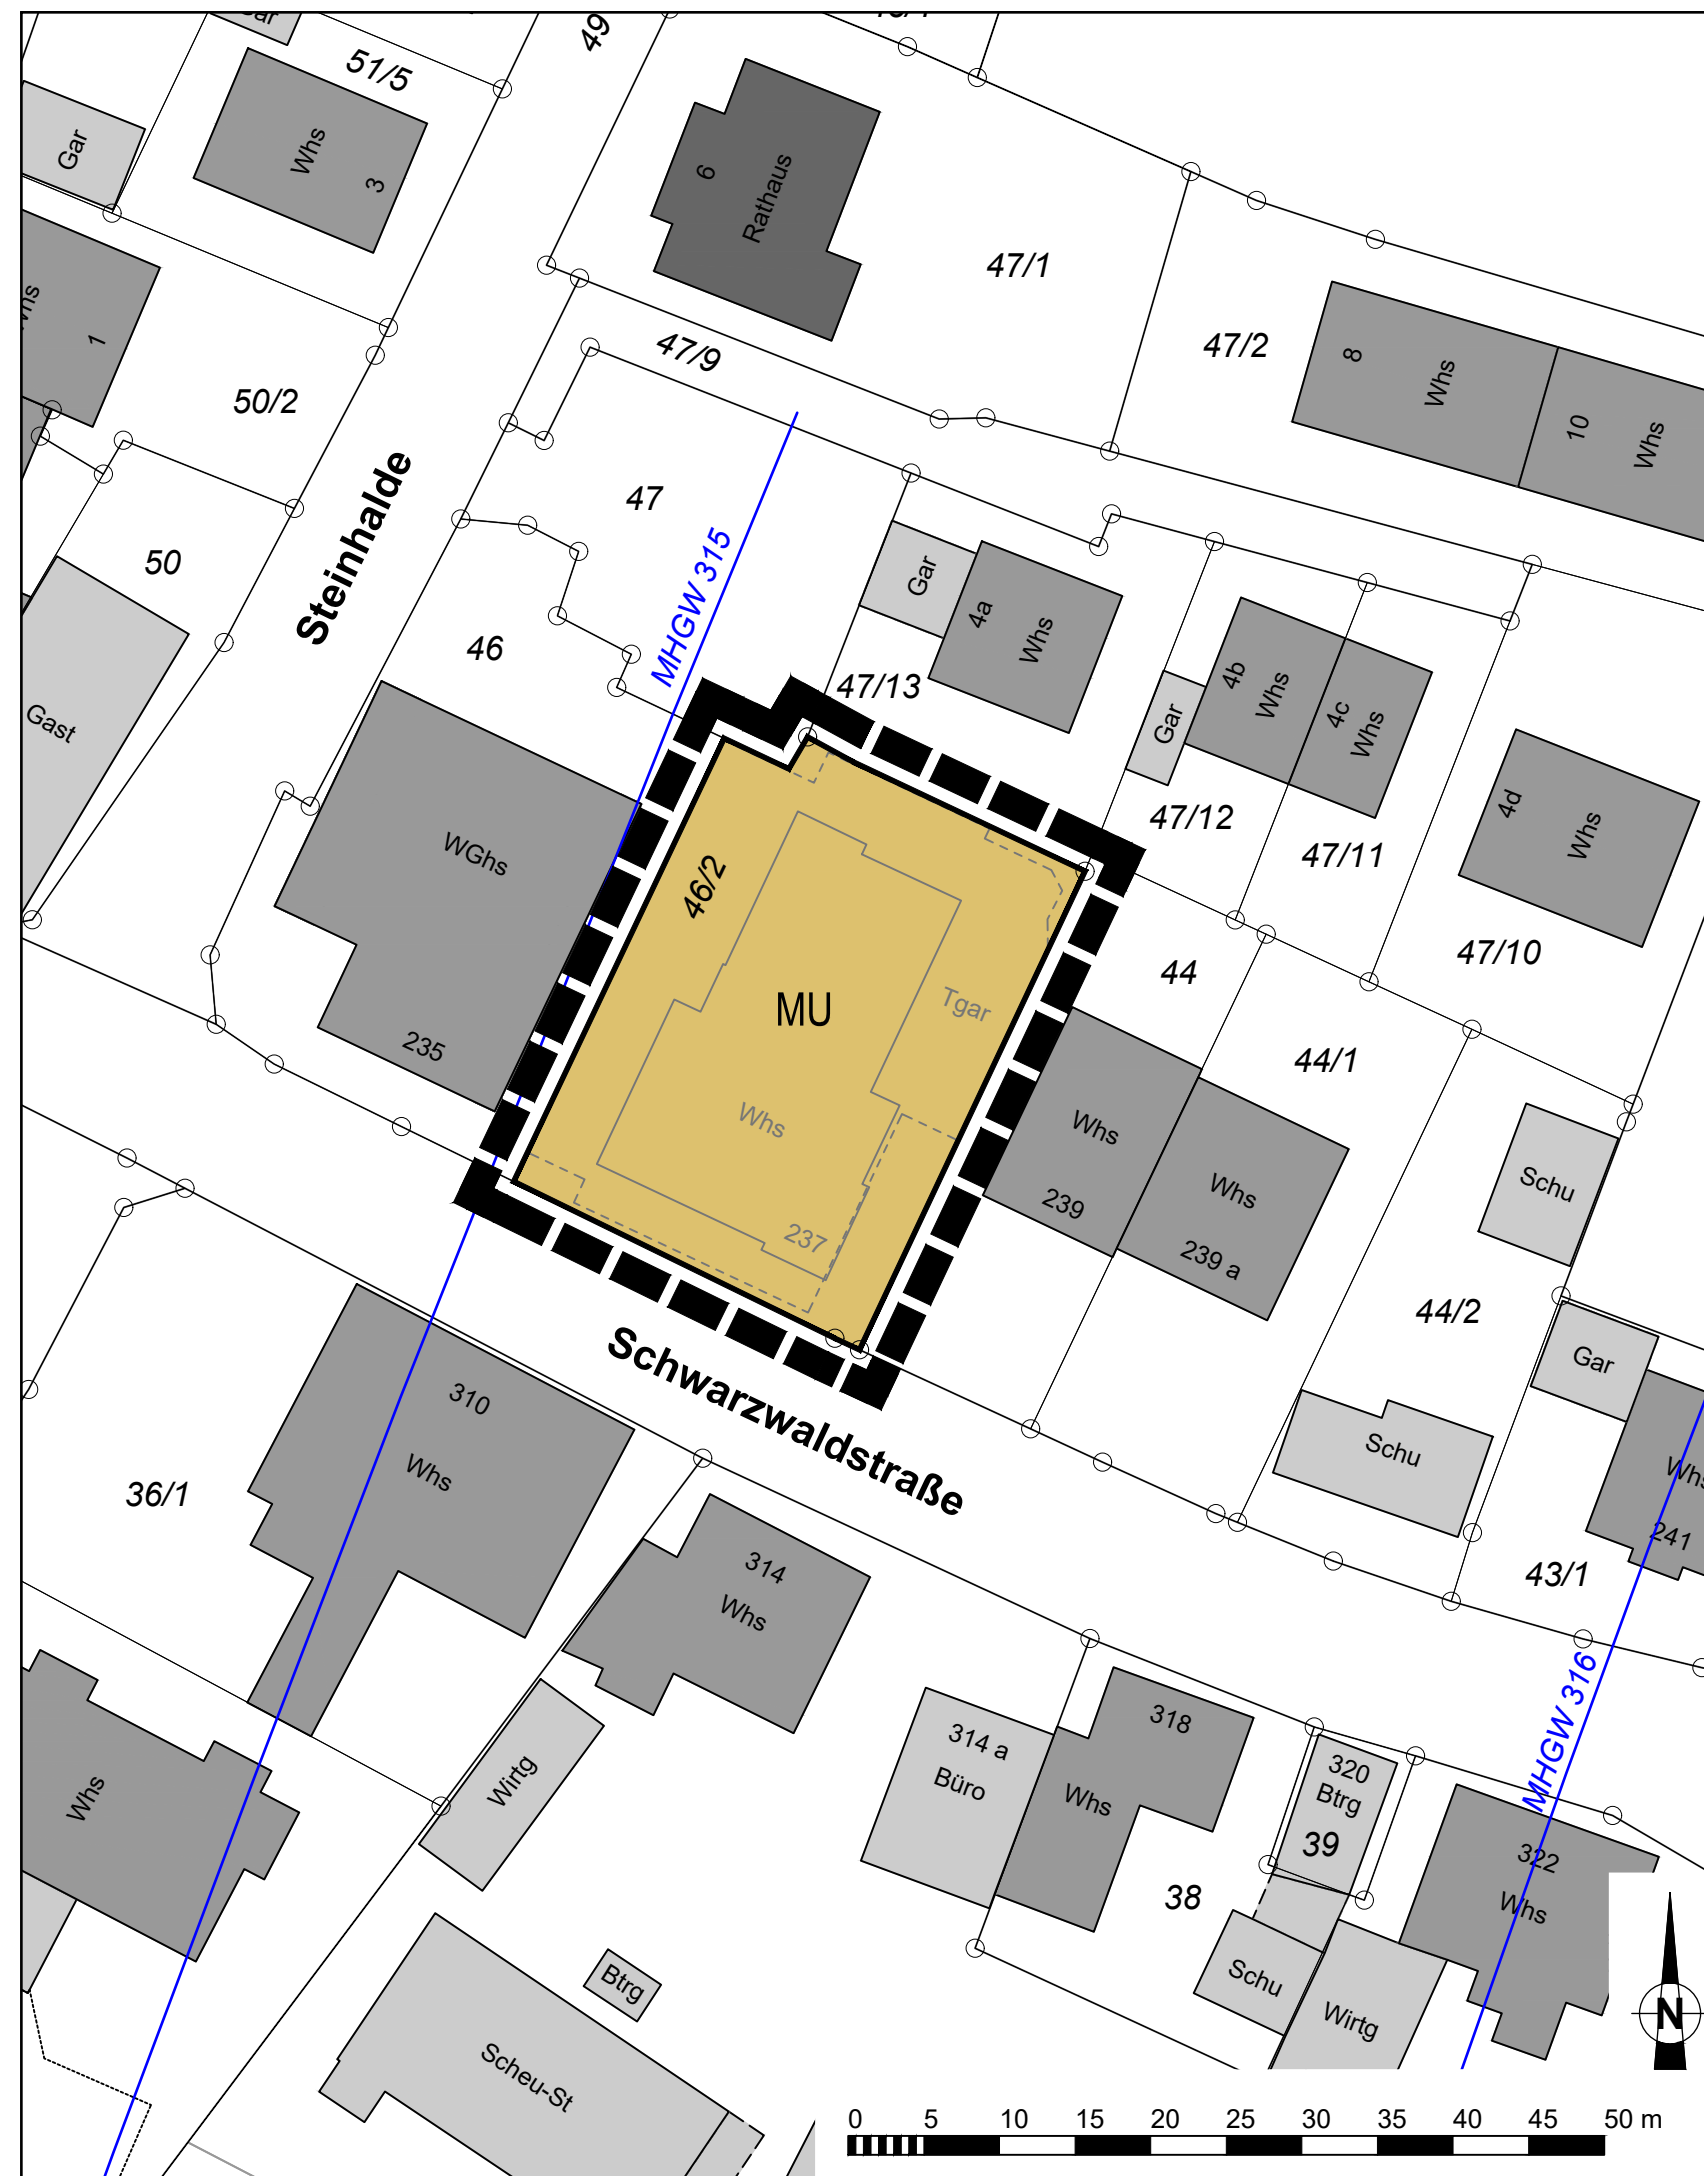 49
51/5
Gar
Whs
3
6
Rathaus
47/1
1
50/2
47/9
47/2
8
Whs
10
Whs
50
Steinhalde
47
MHGW 315
46
Gar
4a
Whs
47/13
4b
Whs
Gar
4c
Whs
4d
Whs
47/12
47/11
47/10
Gast
WGhs
235
46/2
MU
Tgar
Whs
237
44
44/1
Whs
239
Whs
239 a
Schu
44/2
Gar
Schu
Whs
241
43/1
Schwarzwaldstraße
310
Whs
36/1
314
Whs
Wirtg
Whs
314 a
Büro
318
Whs
320
Btrg
39
38
MHGW 316
322
Whs
Schu
Wirtg
Btrg
Scheu-St
N
0 5 10 15 20 25 30 35 40 45 50 m